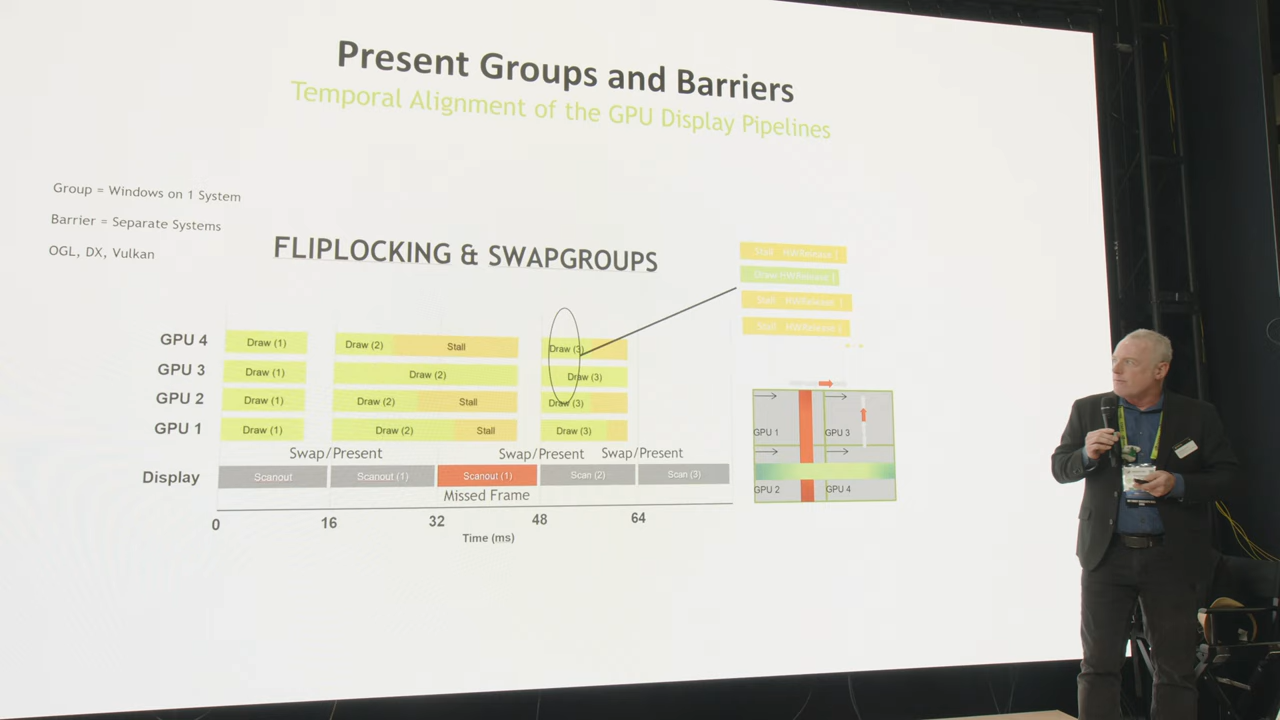 Present Groups and Barriers
Temporal Alignment of the GPU Display Pipelines
Group = Windows on 1 System
Barrier = Separate Systems
OGL, DX, Vulkan
FLIPLOCKING & SWAPGROUPS
Stall
Stall
Stall
GPU 4 Draw (1) Draw (2) Stall Draw (3)
GPU 3 Draw (1) Draw (2) Draw (3)
GPU 2 Draw (1) Draw (2) Stall Draw (3)
GPU 1 Draw (1) Draw (2) Stall Draw (3)
Swap/Present Swap/Present Swap/Present
Display Scanout Scanout (1) Scanout (1) Scan (2) Scan (3)
Missed Frame
0 16 32 48 64
Time (ms)
GPU 1 GPU 3
GPU 2 GPU 4